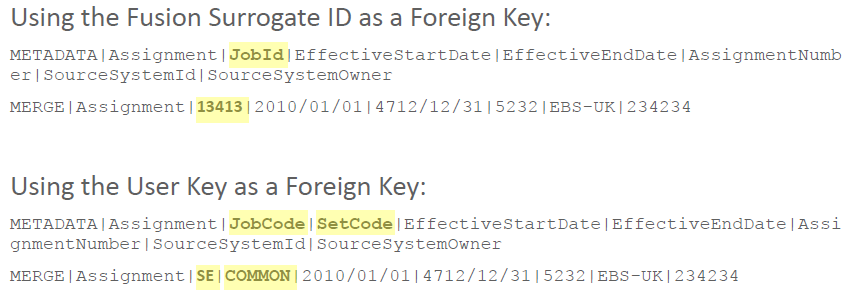 Using the Fusion Surrogate ID as a Foreign Key:
METADATA|Assignment|JobId|EffectiveStartDate|EffectiveEndDate|AssignmentNumb
er|SourceSystemId|SourceSystemOwner
MERGE|Assignment|13413|2010/01/01|4712/12/31|5232|EBS-UK|234234
Using the User Key as a Foreign Key:
METADATA|Assignment|JobCode|SetCode|EffectiveStartDate|EffectiveEndDate|Assi
gnmentNumber|SourceSystemId|SourceSystemOwner
MERGE|Assignment|SE|COMMON|2010/01/01|4712/12/31|5232|EBS-UK|234234